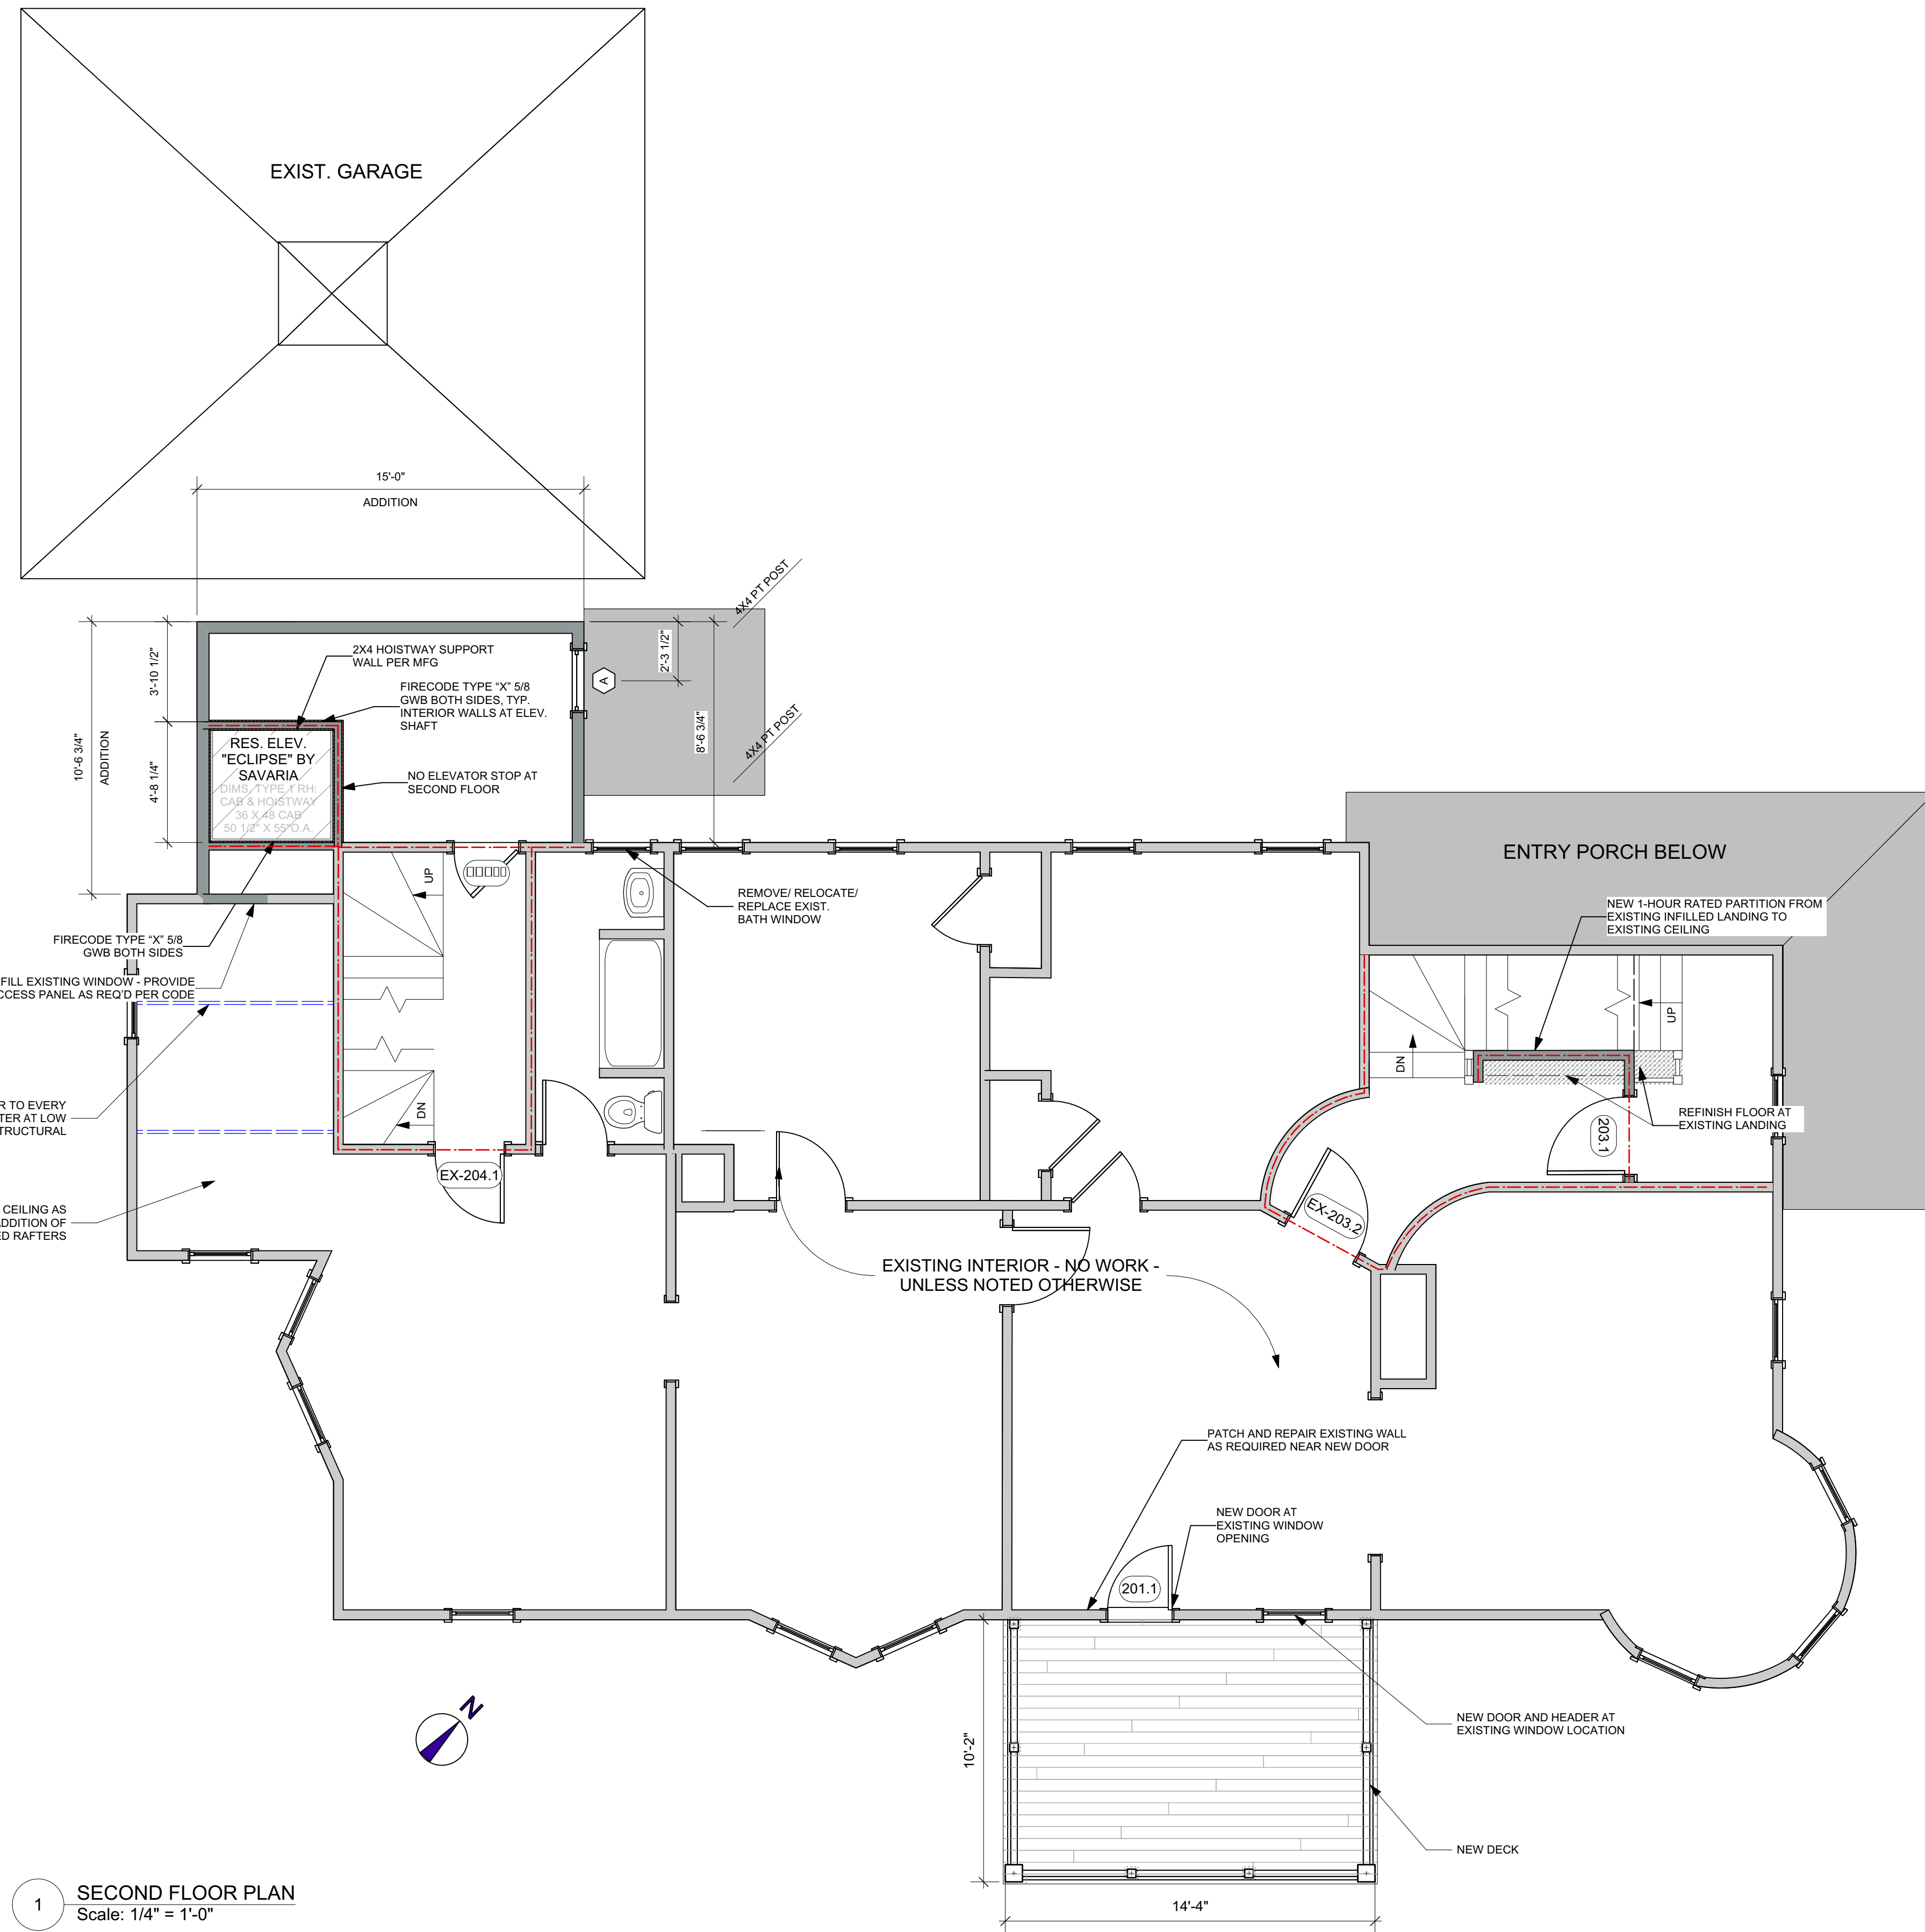 EXIST. GARAGE
15'-0"
ADDITION
4X4 PT POST
10'-6 3/4"
ADDITION
3'-10 1/2"
4'-8 1/4"
2X4 HOISTWAY SUPPORT
WALL PER MFG
FIRECODE TYPE “X” 5/8
GWB BOTH SIDES, TYP.
INTERIOR WALLS AT ELEV.
SHAFT
A
2'-3 1/2"
8'-6 3/4"
4X4 PT POST
RES. ELEV.
"ECLIPSE" BY
SAVARIA
DIMS. TYPE 1 RH:
CAB & HOISTWAY
36 X 48 CAB
50 1/2" X 55"O.A.
NO ELEVATOR STOP AT
SECOND FLOOR
UP
ENTRY PORCH BELOW
REMOVE/ RELOCATE/
REPLACE EXIST.
BATH WINDOW
NEW 1-HOUR RATED PARTITION FROM
EXISTING INFILLED LANDING TO
EXISTING CEILING
FIRECODE TYPE “X” 5/8
GWB BOTH SIDES
FILL EXISTING WINDOW - PROVIDE
CCESS PANEL AS REQ'D PER CODE
UP
DN
DN
R TO EVERY
TER AT LOW
TRUCTURAL
REFINISH FLOOR AT
EXISTING LANDING
203.1
EX-204.1
EX-203.2
CEILING AS
ADDITION OF
ED RAFTERS
EXISTING INTERIOR - NO WORK -
UNLESS NOTED OTHERWISE
PATCH AND REPAIR EXISTING WALL
AS REQUIRED NEAR NEW DOOR
NEW DOOR AT
EXISTING WINDOW
OPENING
201.1
N
10'-2"
NEW DOOR AND HEADER AT
EXISTING WINDOW LOCATION
NEW DECK
14'-4"
1
SECOND FLOOR PLAN
Scale: 1/4" = 1'-0"